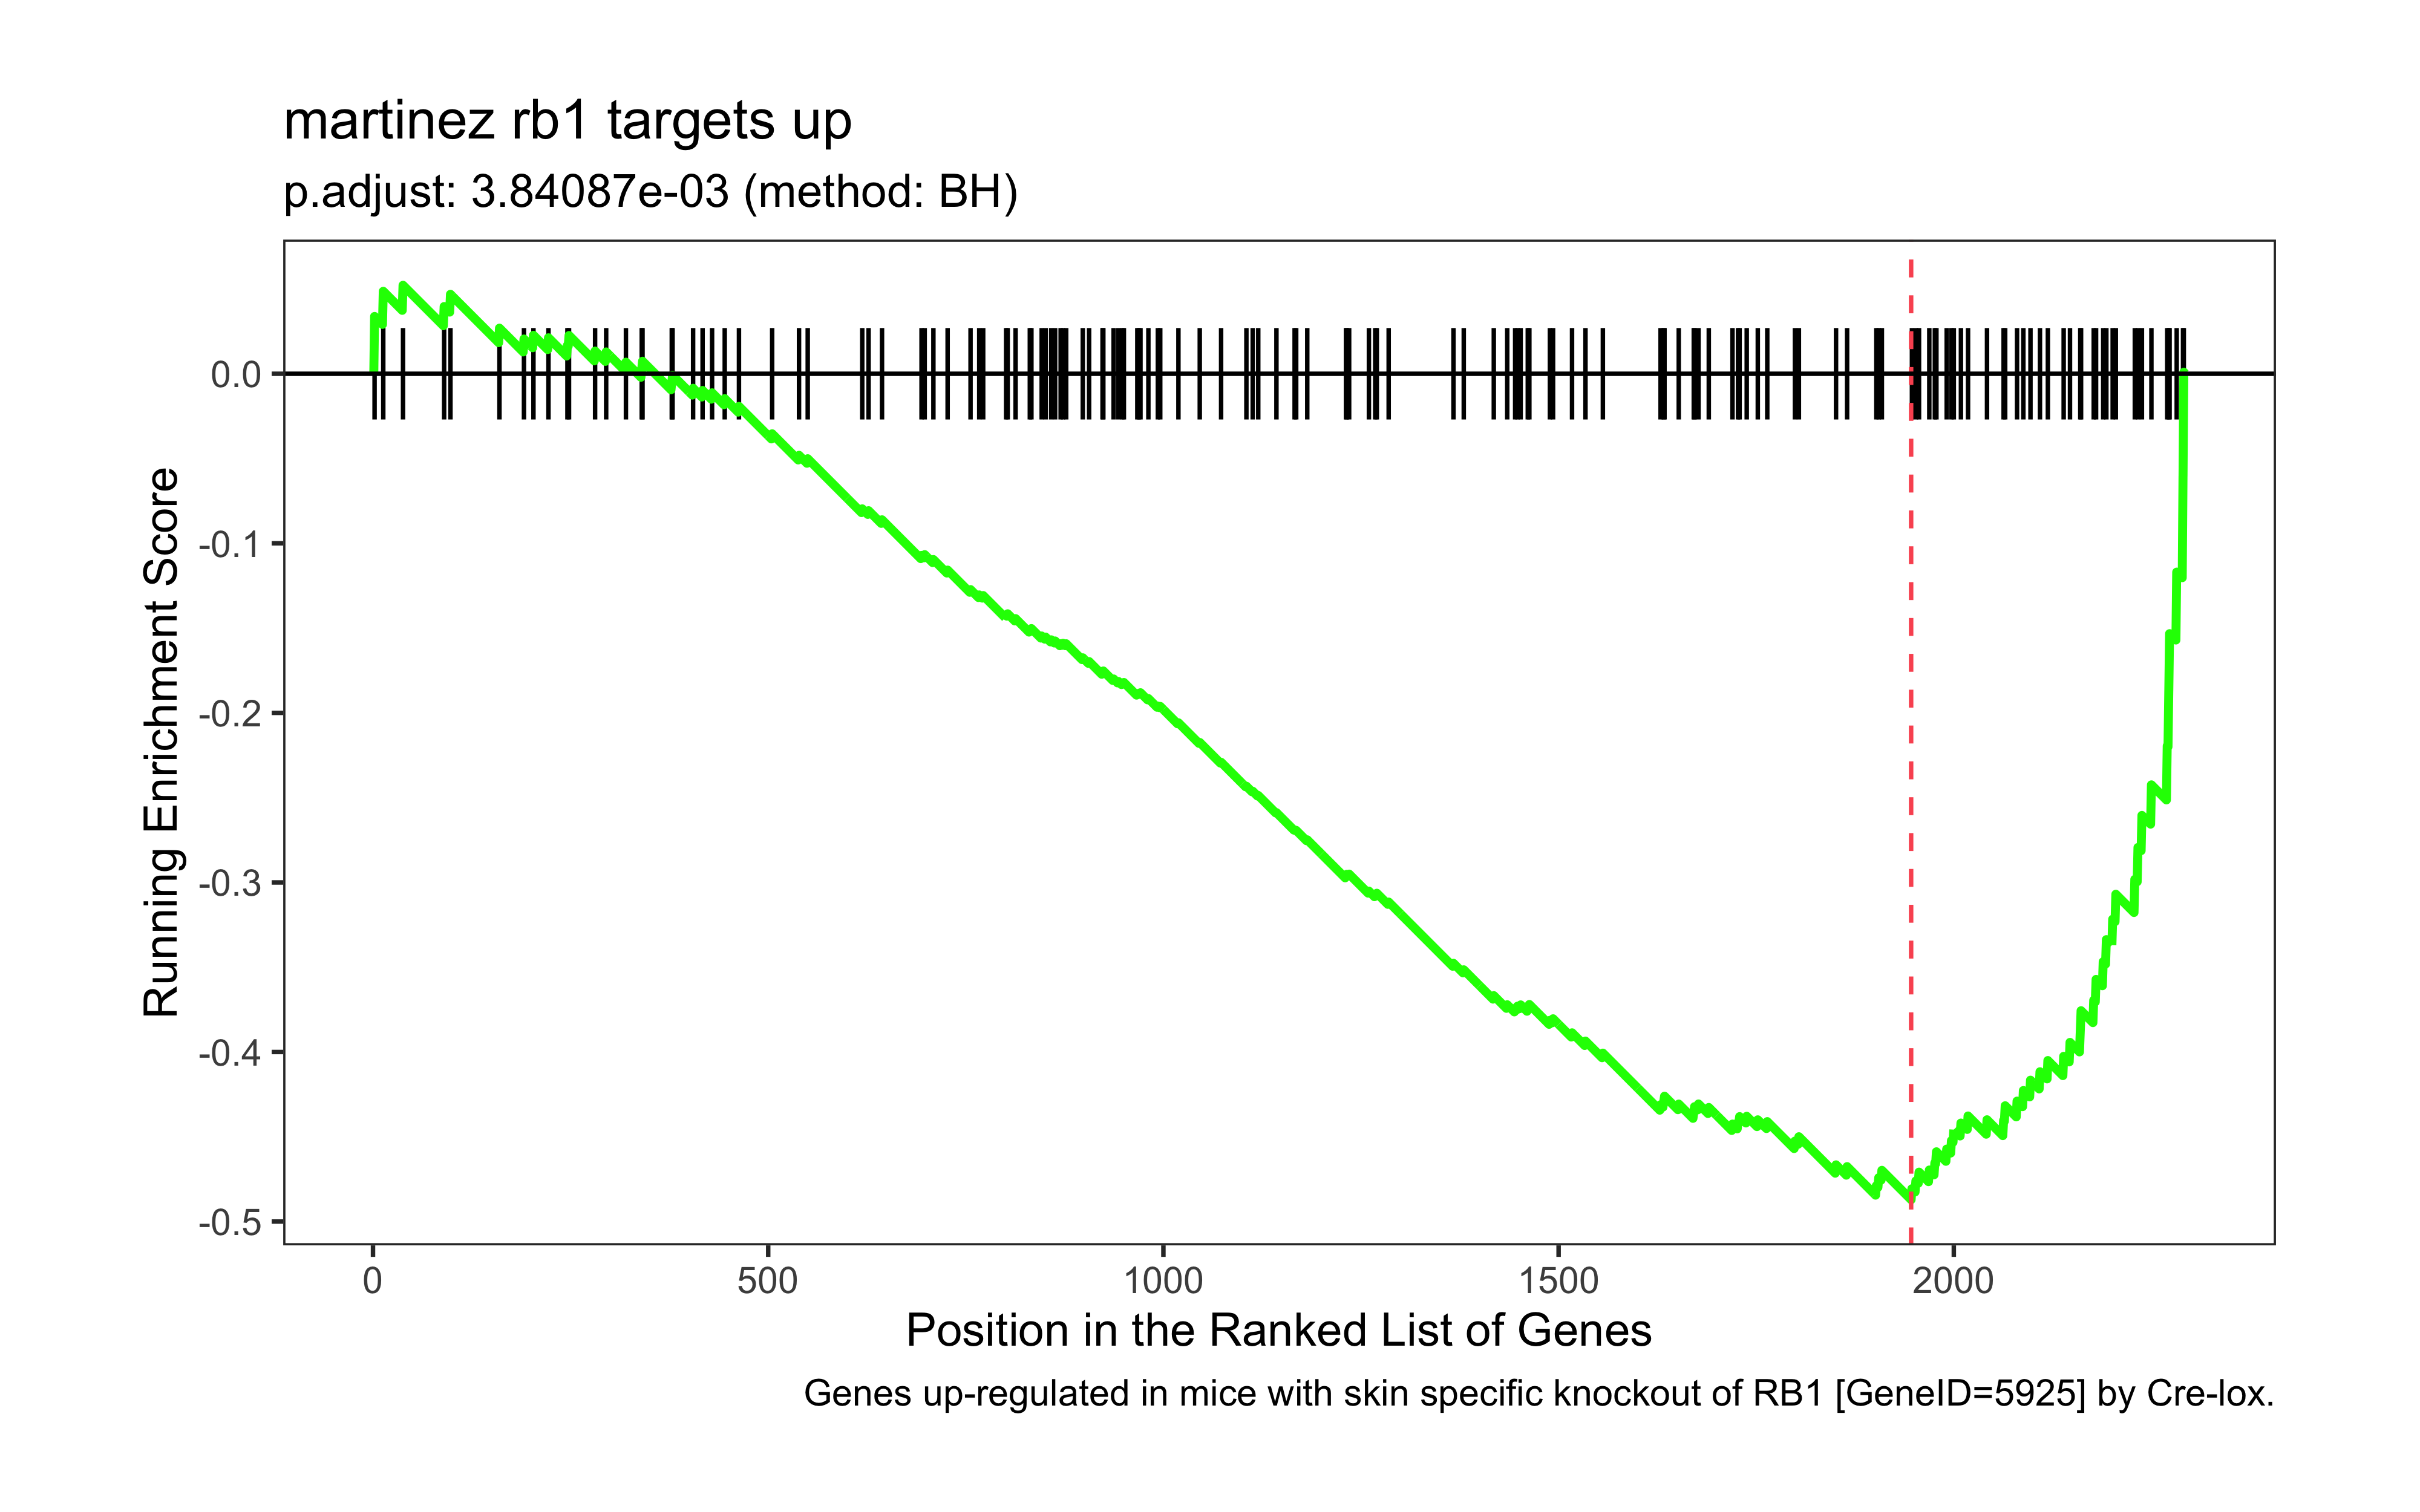 martinez rb1 targets up
p.adjust: 3.84087e-03 (method: BH)
Running Enrichment Score
0.0
-0.1
-0.2
-0.3
-0.4
-0.5
0 500 1000 1500 2000
Position in the Ranked List of Genes
Genes up-regulated in mice with skin specific knockout of RB1 [GeneID=5925] by Cre-lox.